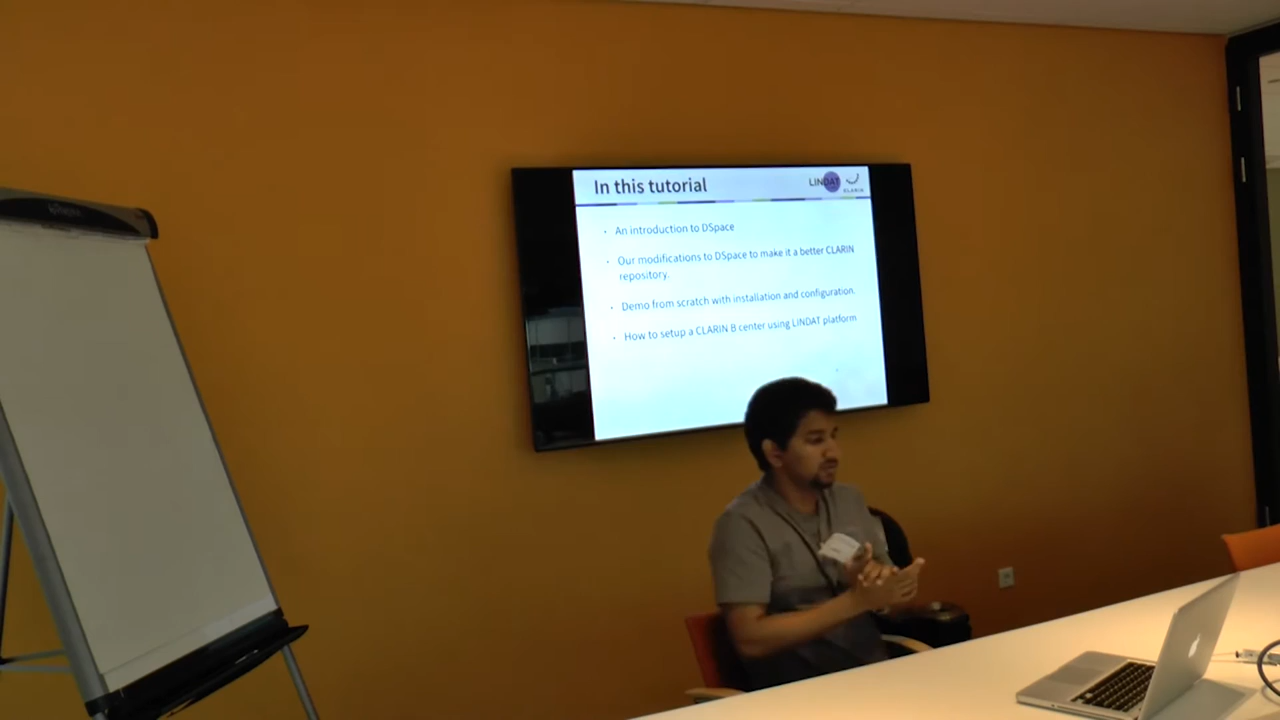 In this tutorial
LINDAT
CLARIN
· An introduction to DSpace
· Our modifications to DSpace to make it a better CLARIN
repository.
· Demo from scratch with installation and configuration.
· How to setup a CLARIN B center using LINDAT platform